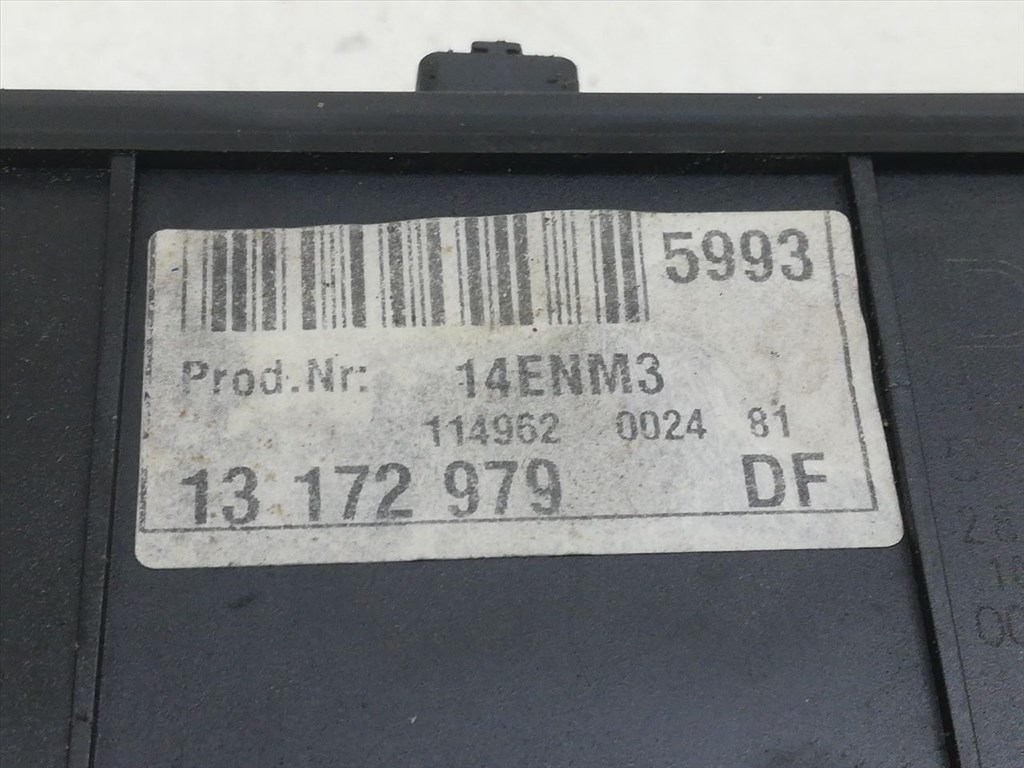 5993
Prod.Nr: 14ENM3
114962 0024 81
13 172 979 DF